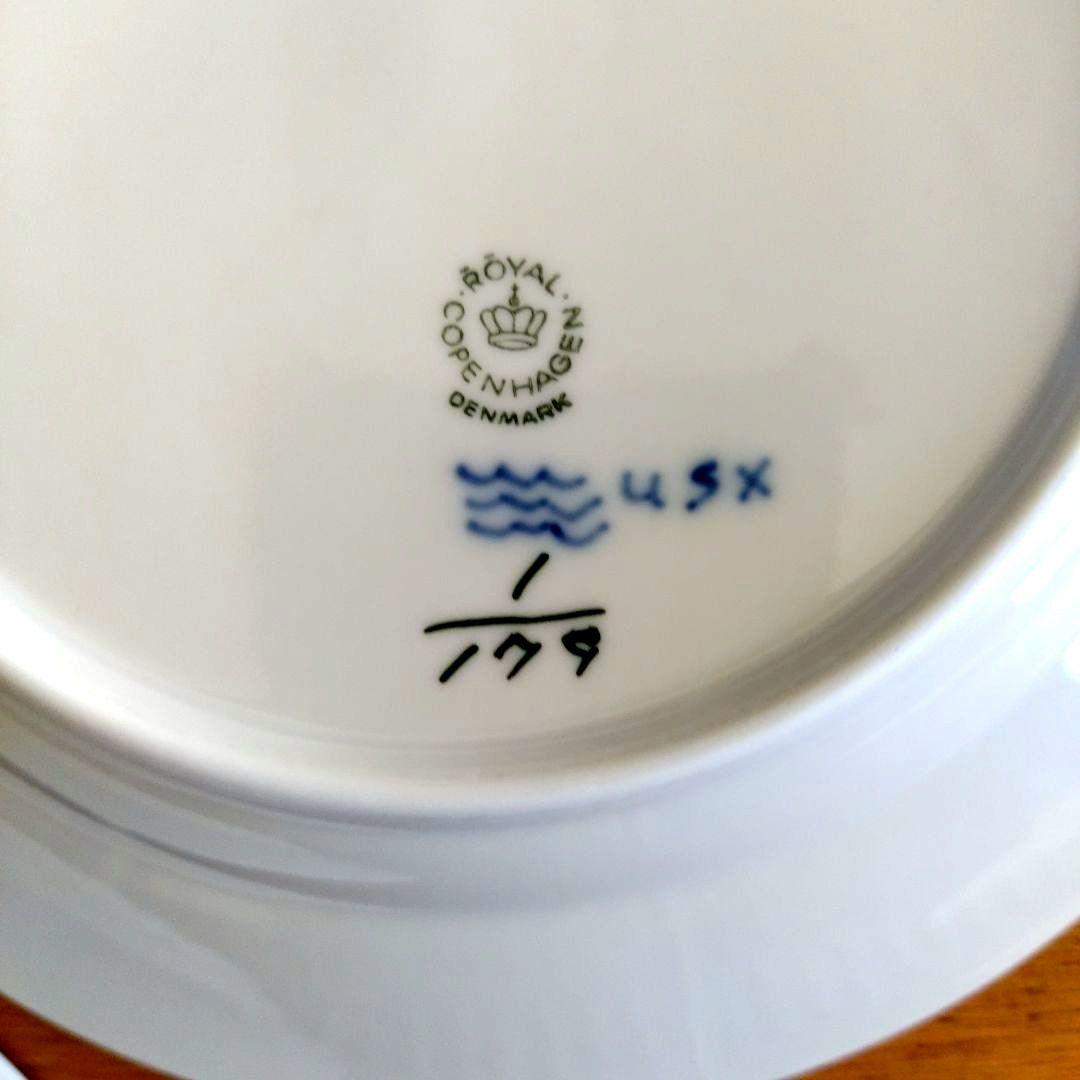 ROYAL
COPENHAGEN
DENMARK
USX
1
179